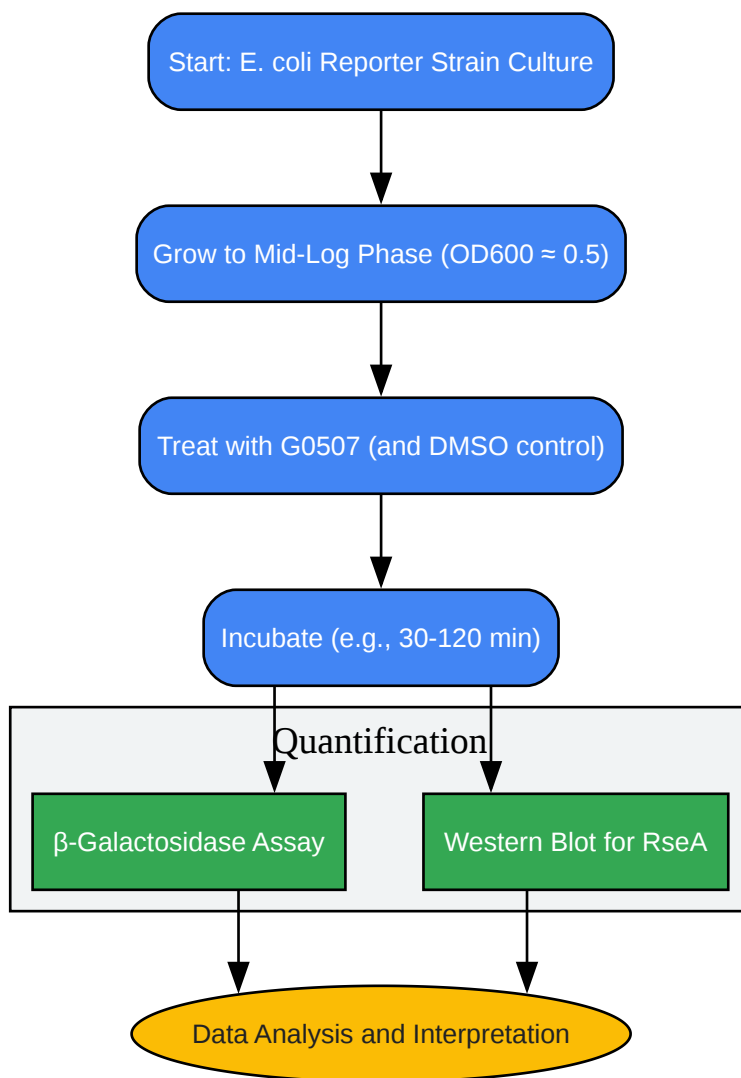 Start: E. coli Reporter Strain Culture
Grow to Mid-Log Phase (OD600 ≈ 0.5)
Treat with G0507 (and DMSO control)
Incubate (e.g., 30-120 min)
Quantification
β-Galactosidase Assay
Western Blot for RseA
Data Analysis and Interpretation